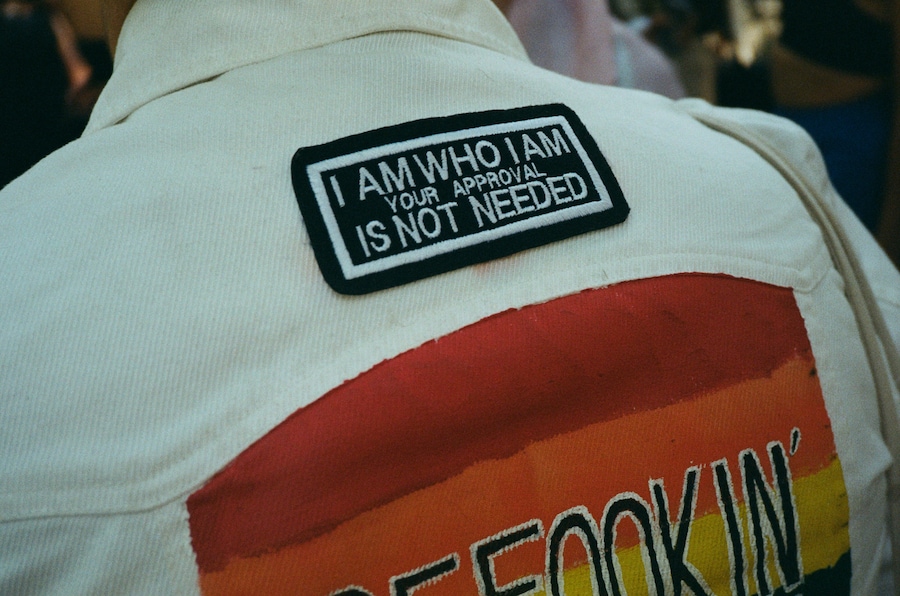 I AM WHO I AM
YOUR APPROVAL
IS NOT NEEDED
FOOKIN'